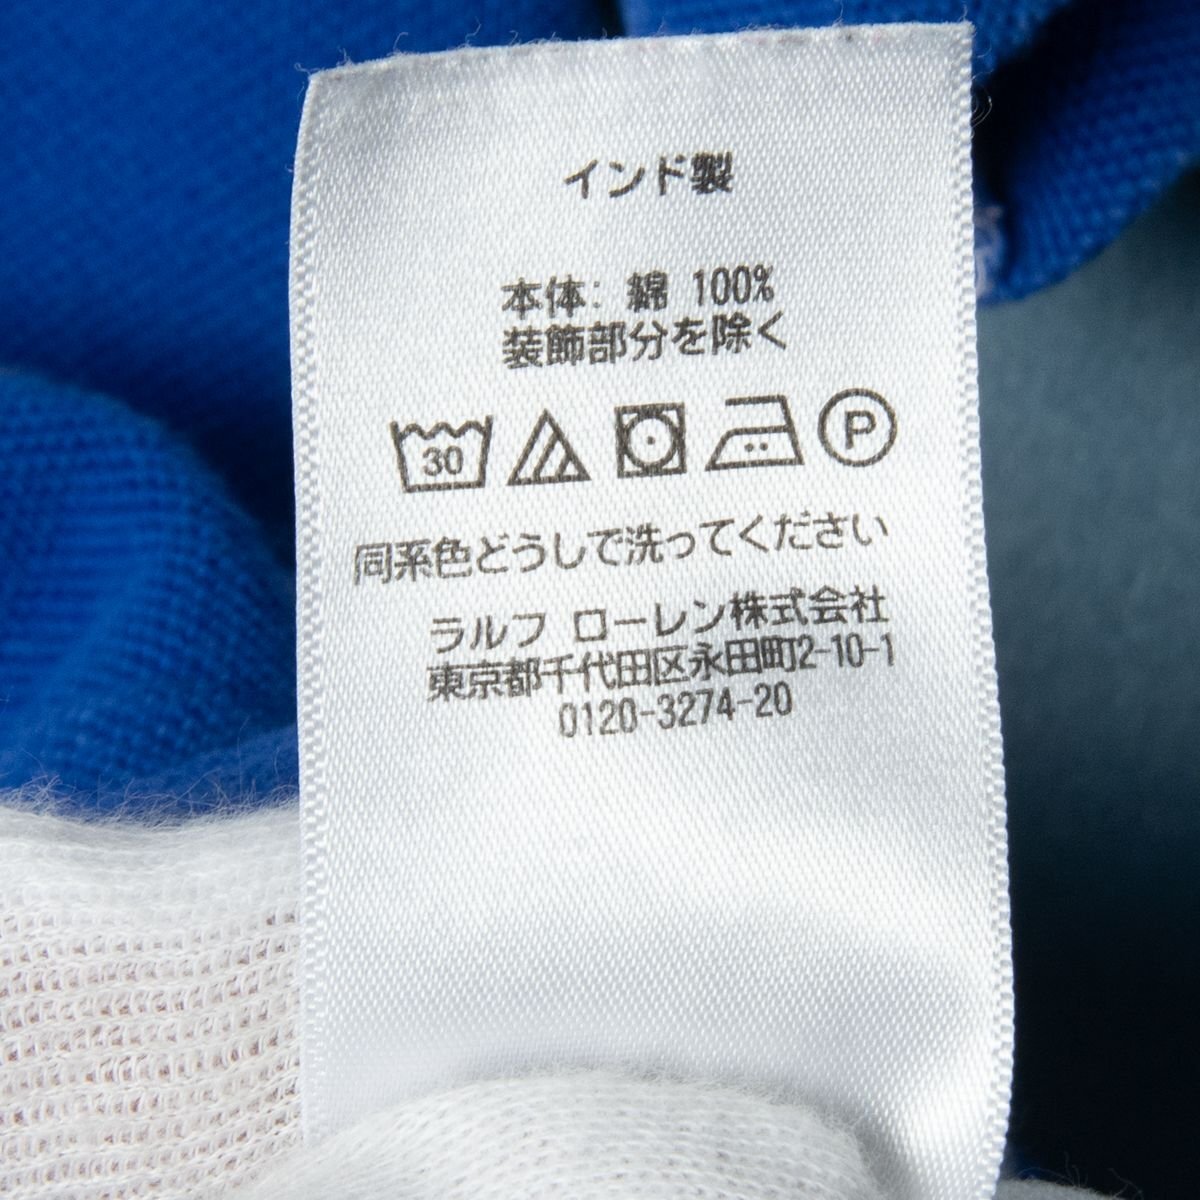 インド製
本体: 綿 100%
装飾部分を除く
30 P
同系色どうしで洗ってください
ラルフ ローレン株式会社
東京都千代田区永田町2-10-1
0120-3274-20